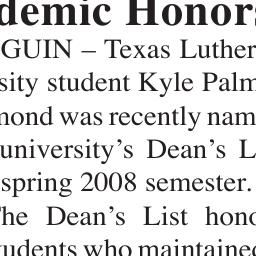 demic Honors
GUIN – Texas Luther
sity student Kyle Palm
mond was recently nam
university's Dean's L
spring 2008 semester.
The Dean's List hono
tudents who maintained